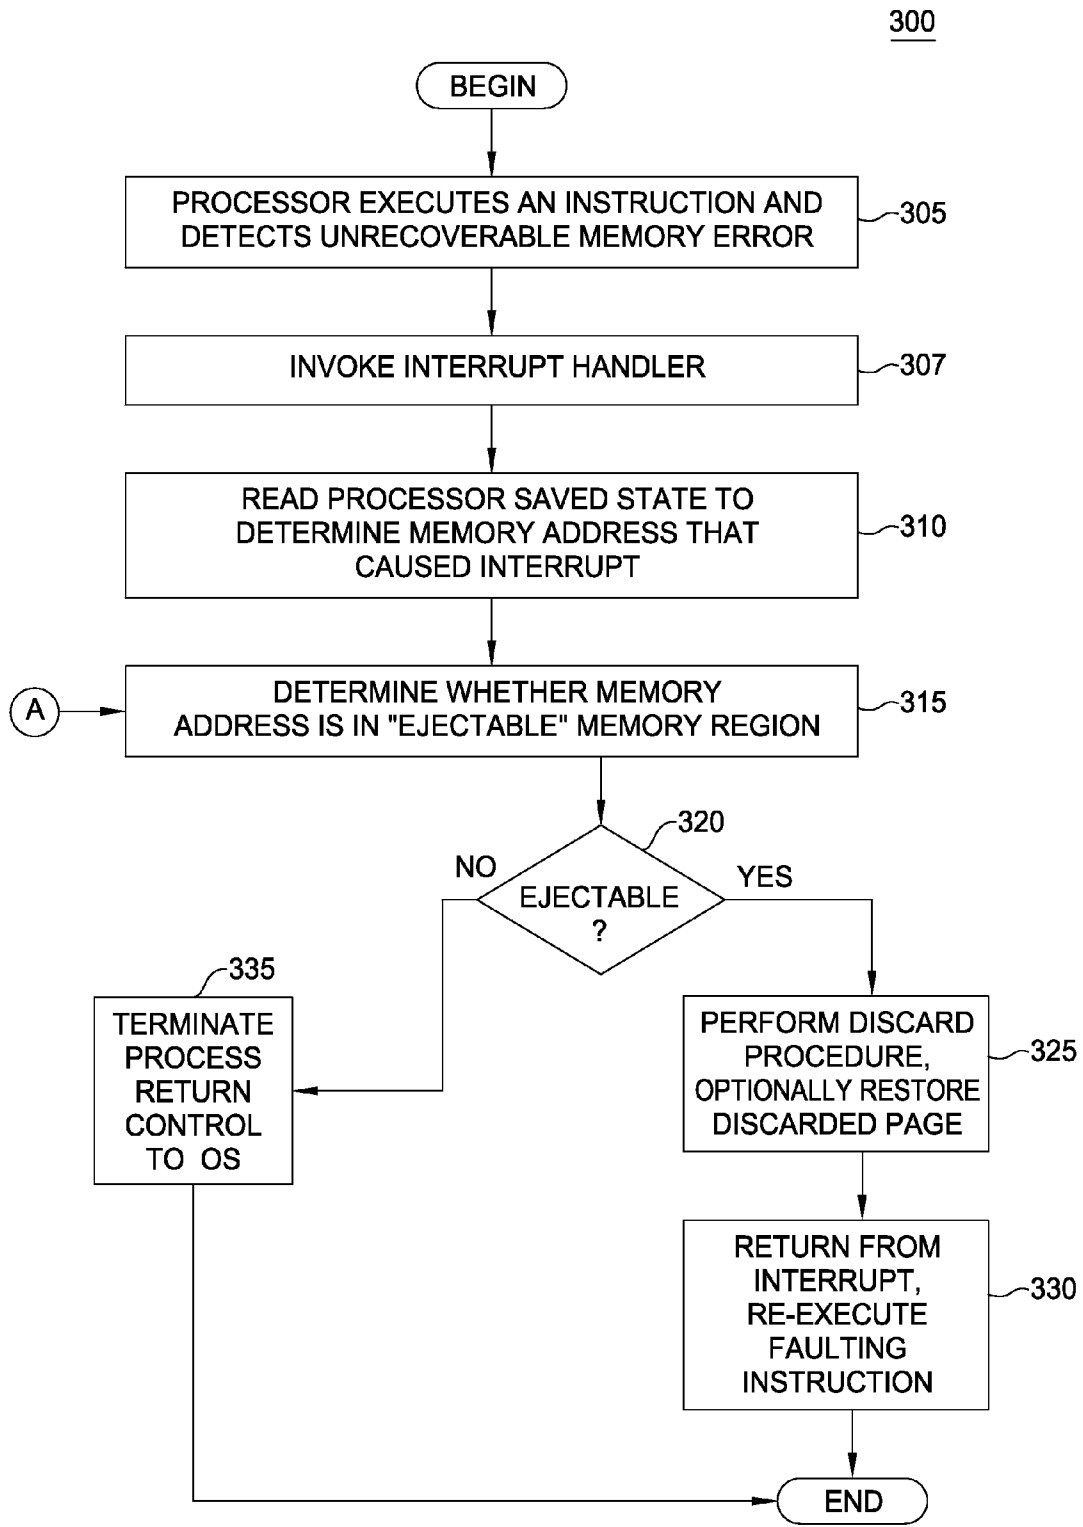 300
BEGIN
PROCESSOR EXECUTES AN INSTRUCTION AND
DETECTS UNRECOVERABLE MEMORY ERROR
305
INVOKE INTERRUPT HANDLER
307
READ PROCESSOR SAVED STATE TO
DETERMINE MEMORY ADDRESS THAT
CAUSED INTERRUPT
310
A
DETERMINE WHETHER MEMORY
ADDRESS IS IN "EJECTABLE" MEMORY REGION
315
320
NO
YES
EJECTABLE
?
335
TERMINATE
PROCESS
RETURN
CONTROL
TO OS
PERFORM DISCARD
PROCEDURE,
OPTIONALLY RESTORE
DISCARDED PAGE
325
RETURN FROM
INTERRUPT,
RE-EXECUTE
FAULTING
INSTRUCTION
330
END